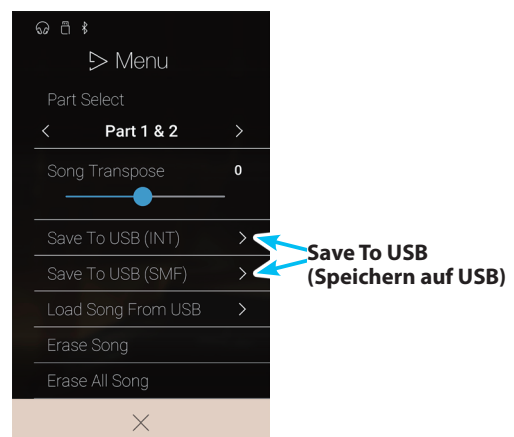 Menu
Part Select
< Part 1 & 2 >
Song Transpose 0
Save To USB (INT) >
Save To USB (SMF) >
Save To USB
(Speichern auf USB)
Load Song From USB >
Erase Song
Erase All Song